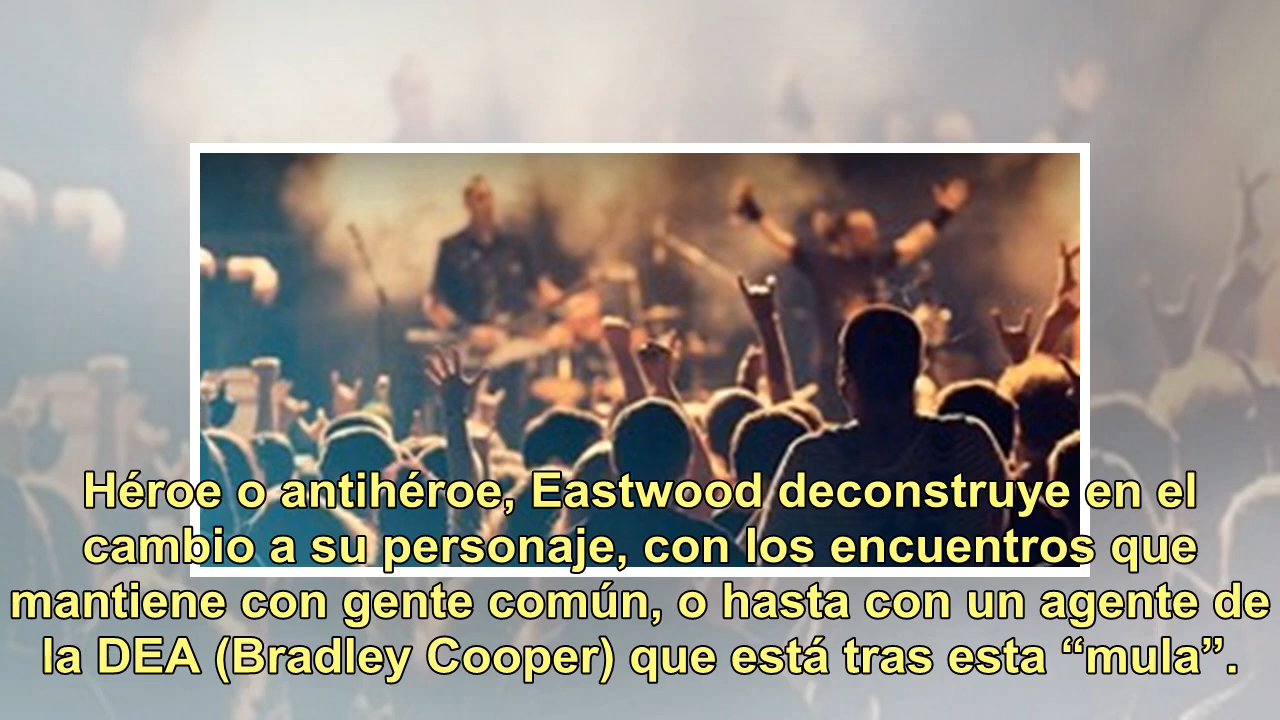 Héroe o antihéroe, Eastwood deconstruye en el
cambio a su personaje, con los encuentros que
mantiene con gente común, o hasta con un agente de
la DEA (Bradley Cooper) que está tras esta “mula”.